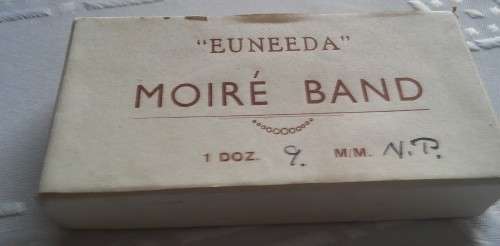 "EUNEEDA"
MOIRÉ BAND
1 DOZ. 9. M/M. N.P.